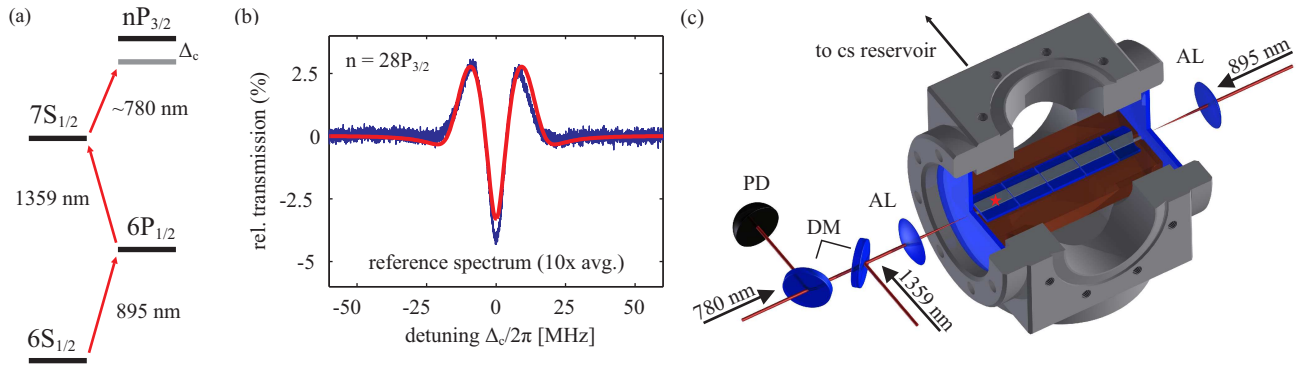 (a)
nP3/2
Δc
~780 nm
7S1/2
1359 nm
6P1/2
895 nm
6S1/2
(b)
n = 28P3/2
2.5
0
-2.5
-5
rel. transmission (%)
reference spectrum (10x avg.)
-50 -25 0 25 50
detuning Δc/2π [MHz]
(c)
to cs reservoir
AL
895 nm
PD
DM
AL
780 nm
1359 nm